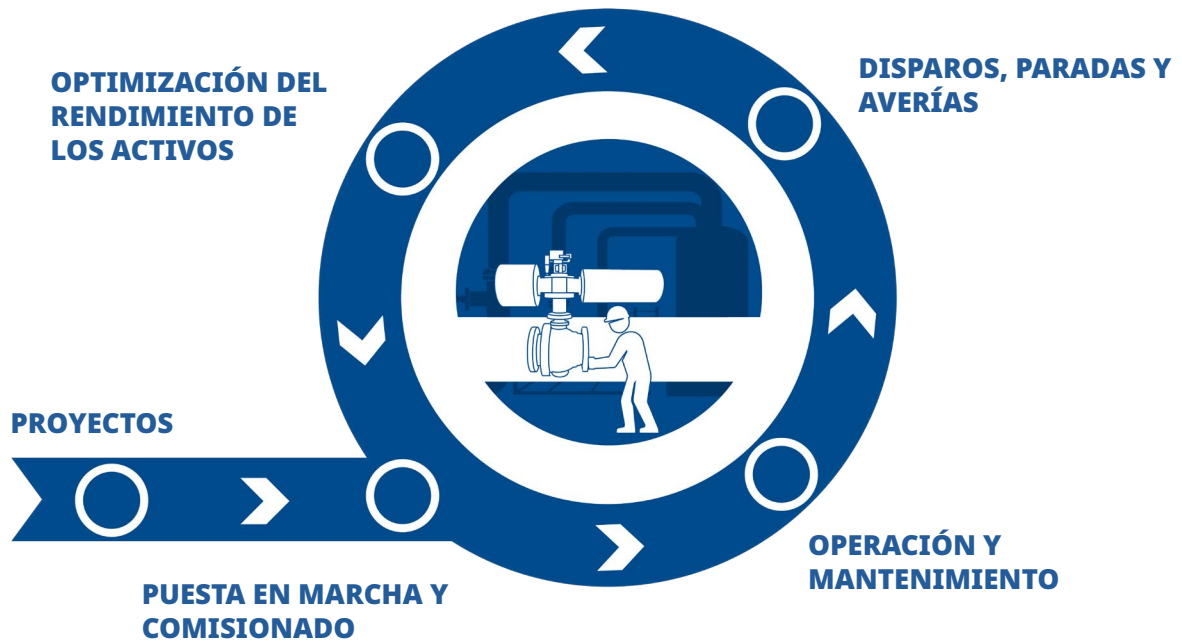 OPTIMIZACIÓN DEL
RENDIMIENTO DE
LOS ACTIVOS
DISPAROS, PARADAS Y
AVERÍAS
PROYECTOS
PUESTA EN MARCHA Y
COMISIONADO
OPERACIÓN Y
MANTENIMIENTO